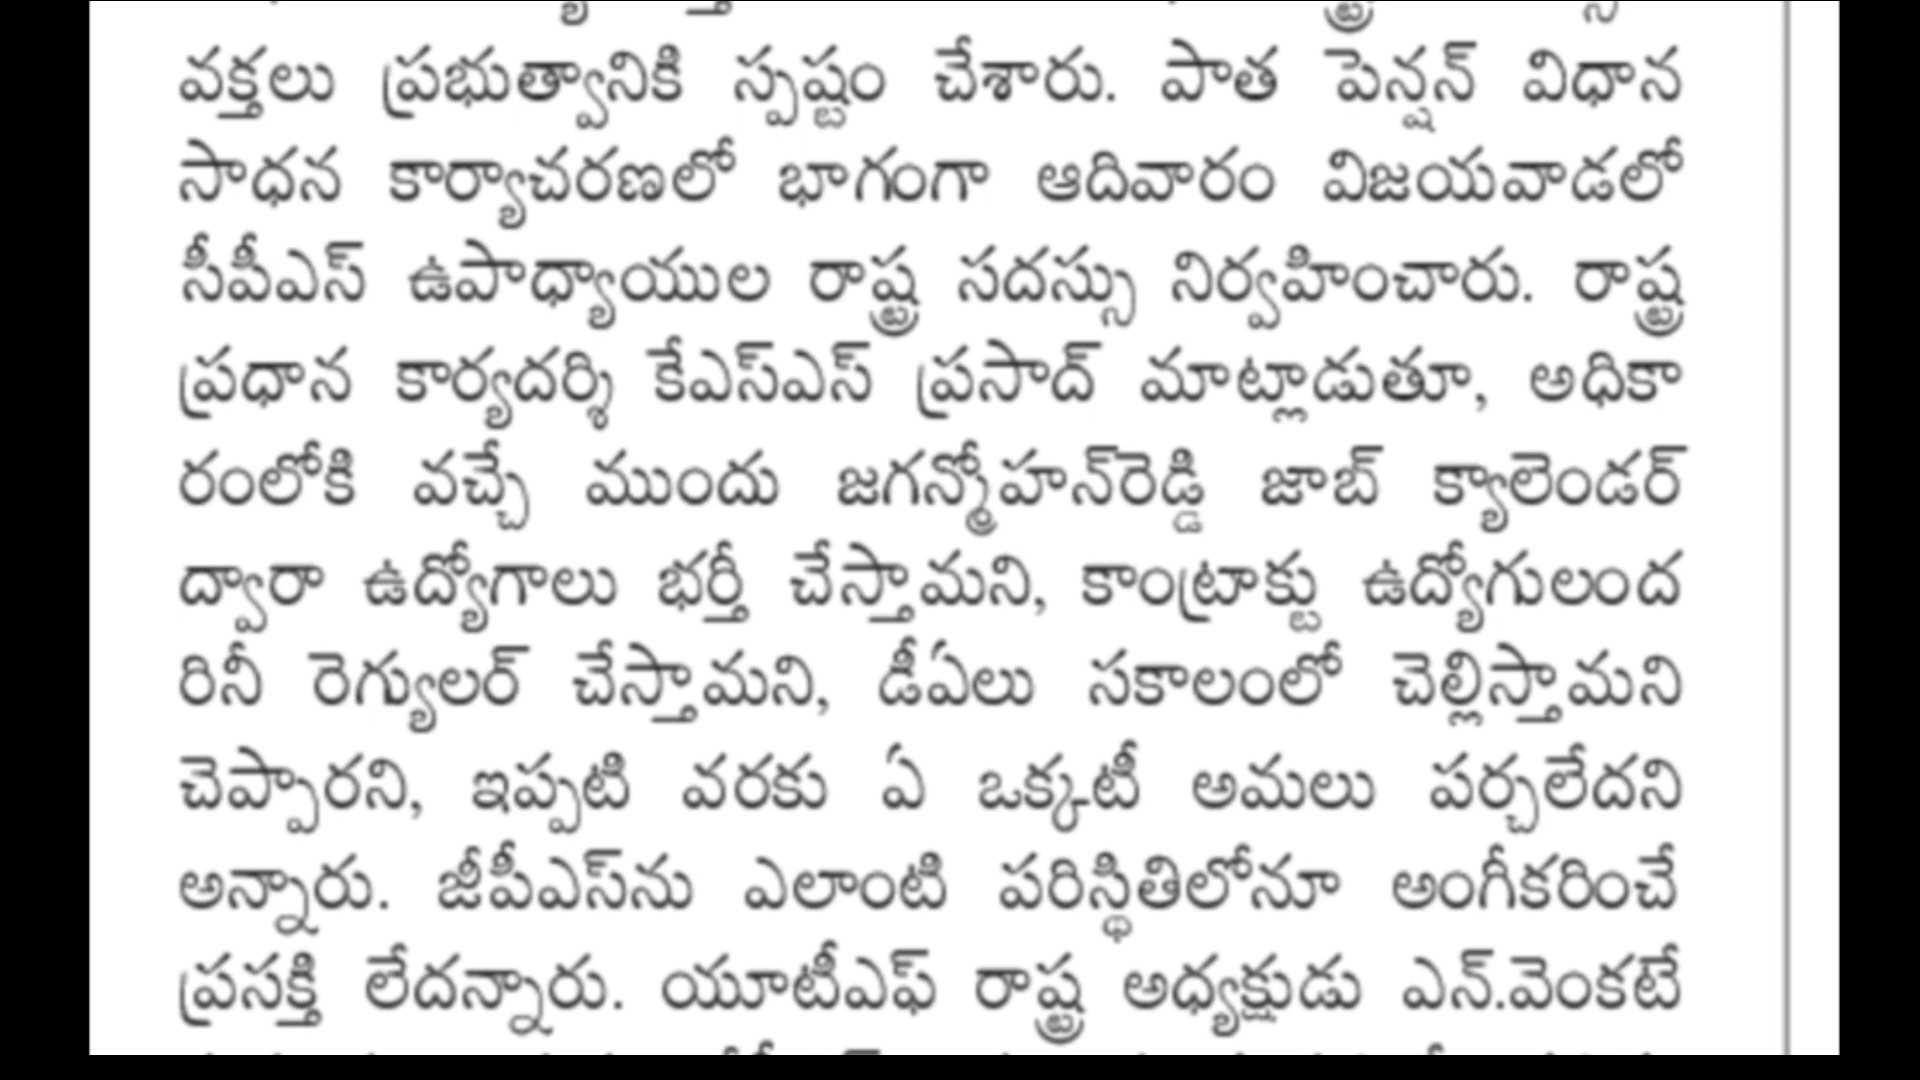 వక్తలు ప్రభుత్వానికి స్పష్టం చేశారు. పాత పెన్షన్ విధాన
సాధన కార్యాచరణలో భాగంగా ఆదివారం విజయవాడలో
సీపీఎస్ ఉపాధ్యాయుల రాష్ట్ర సదస్సు నిర్వహించారు. రాష్ట్ర
ప్రధాన కార్యదర్శి కేఎస్ఎస్ ప్రసాద్ మాట్లాడుతూ, అధికా
రంలోకి వచ్చే ముందు జగన్మోహన్‌రెడ్డి జాబ్ క్యాలెండర్
ద్వారా ఉద్యోగాలు భర్తీ చేస్తామని, కాంట్రాక్టు ఉద్యోగులంద
రినీ రెగ్యులర్ చేస్తామని, డీఏలు సకాలంలో చెల్లిస్తామని
చెప్పారని, ఇప్పటి వరకు ఏ ఒక్కటీ అమలు పర్చలేదని
అన్నారు. జీపీఎస్‌ను ఎలాంటి పరిస్థితిలోనూ అంగీకరించే
ప్రసక్తి లేదన్నారు. యూటీఎఫ్ రాష్ట్ర అధ్యక్షుడు ఎన్.వెంకటే